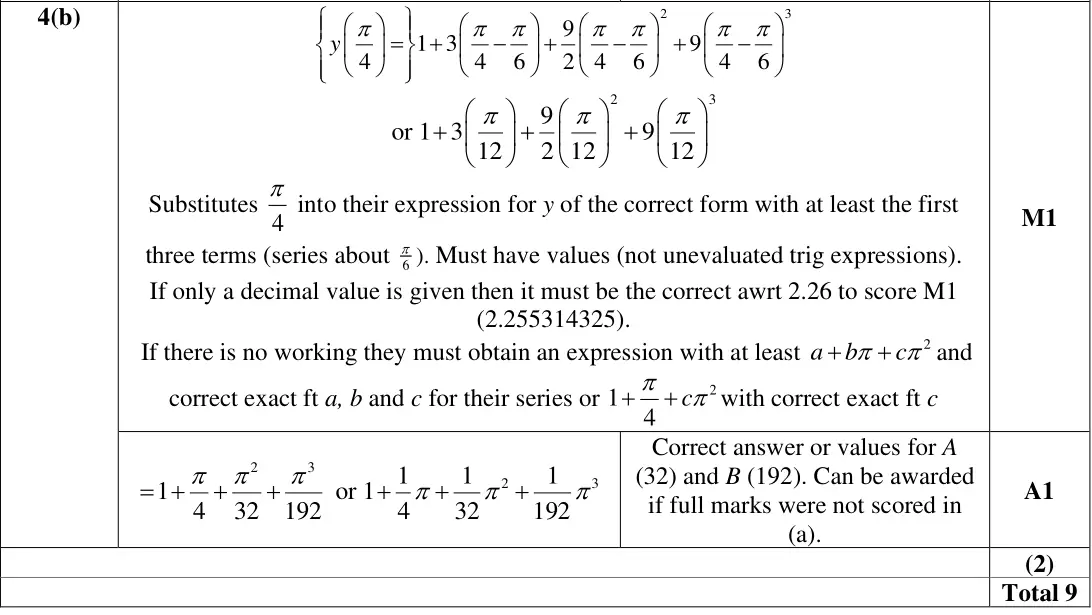 4(b)
{y(π/4)=}1+3(π/4−π/6)+9/2(π/4−π/6)²+9(π/4−π/6)³
or 1+3(π/12)+9/2(π/12)²+9(π/12)³
Substitutes π/4 into their expression for y of the correct form with at least the first
three terms (series about π/6). Must have values (not unevaluated trig expressions).
If only a decimal value is given then it must be the correct awrt 2.26 to score M1
(2.255314325).
If there is no working they must obtain an expression with at least a+bπ+cπ² and
correct exact ft a, b and c for their series or 1+π/4+cπ² with correct exact ft c
M1
=1+π/4+π²/32+π³/192 or 1+1/4π+1/32π²+1/192π³
Correct answer or values for A
(32) and B (192). Can be awarded
if full marks were not scored in
(a).
A1
(2)
Total 9